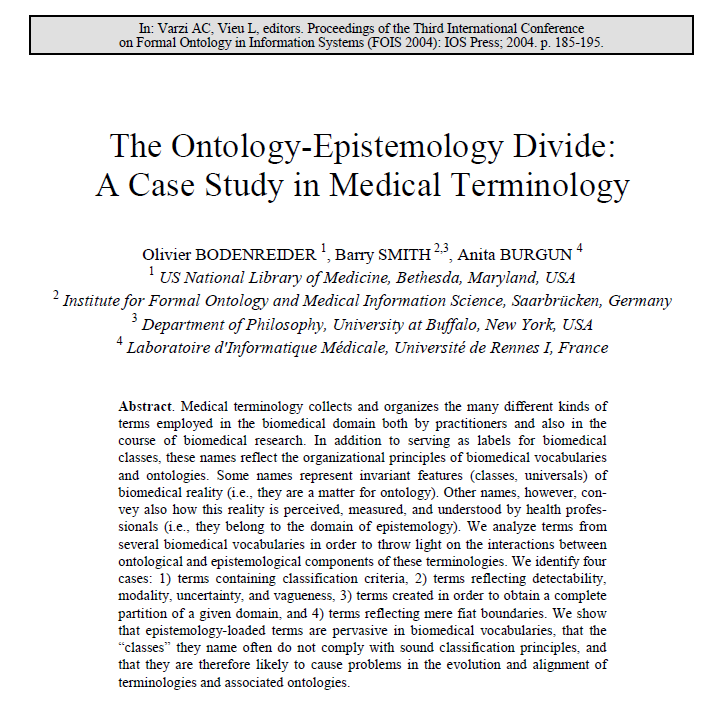 In: Varzi AC, Vieu L, editors. Proceedings of the Third International Conference
on Formal Ontology in Information Systems (FOIS 2004): IOS Press; 2004. p. 185-195.
The Ontology-Epistemology Divide:
A Case Study in Medical Terminology
Olivier BODENREIDER 1, Barry SMITH 2,3, Anita BURGUN 4
1 US National Library of Medicine, Bethesda, Maryland, USA
2 Institute for Formal Ontology and Medical Information Science, Saarbrücken, Germany
3 Department of Philosophy, University at Buffalo, New York, USA
4 Laboratoire d'Informatique Médicale, Université de Rennes I, France
Abstract. Medical terminology collects and organizes the many different kinds of
terms employed in the biomedical domain both by practitioners and also in the
course of biomedical research. In addition to serving as labels for biomedical
classes, these names reflect the organizational principles of biomedical vocabularies
and ontologies. Some names represent invariant features (classes, universals) of
biomedical reality (i.e., they are a matter for ontology). Other names, however, con-
vey also how this reality is perceived, measured, and understood by health profes-
sionals (i.e., they belong to the domain of epistemology). We analyze terms from
several biomedical vocabularies in order to throw light on the interactions between
ontological and epistemological components of these terminologies. We identify four
cases: 1) terms containing classification criteria, 2) terms reflecting detectability,
modality, uncertainty, and vagueness, 3) terms created in order to obtain a complete
partition of a given domain, and 4) terms reflecting mere fiat boundaries. We show
that epistemology-loaded terms are pervasive in biomedical vocabularies, that the
“classes” they name often do not comply with sound classification principles, and
that they are therefore likely to cause problems in the evolution and alignment of
terminologies and associated ontologies.